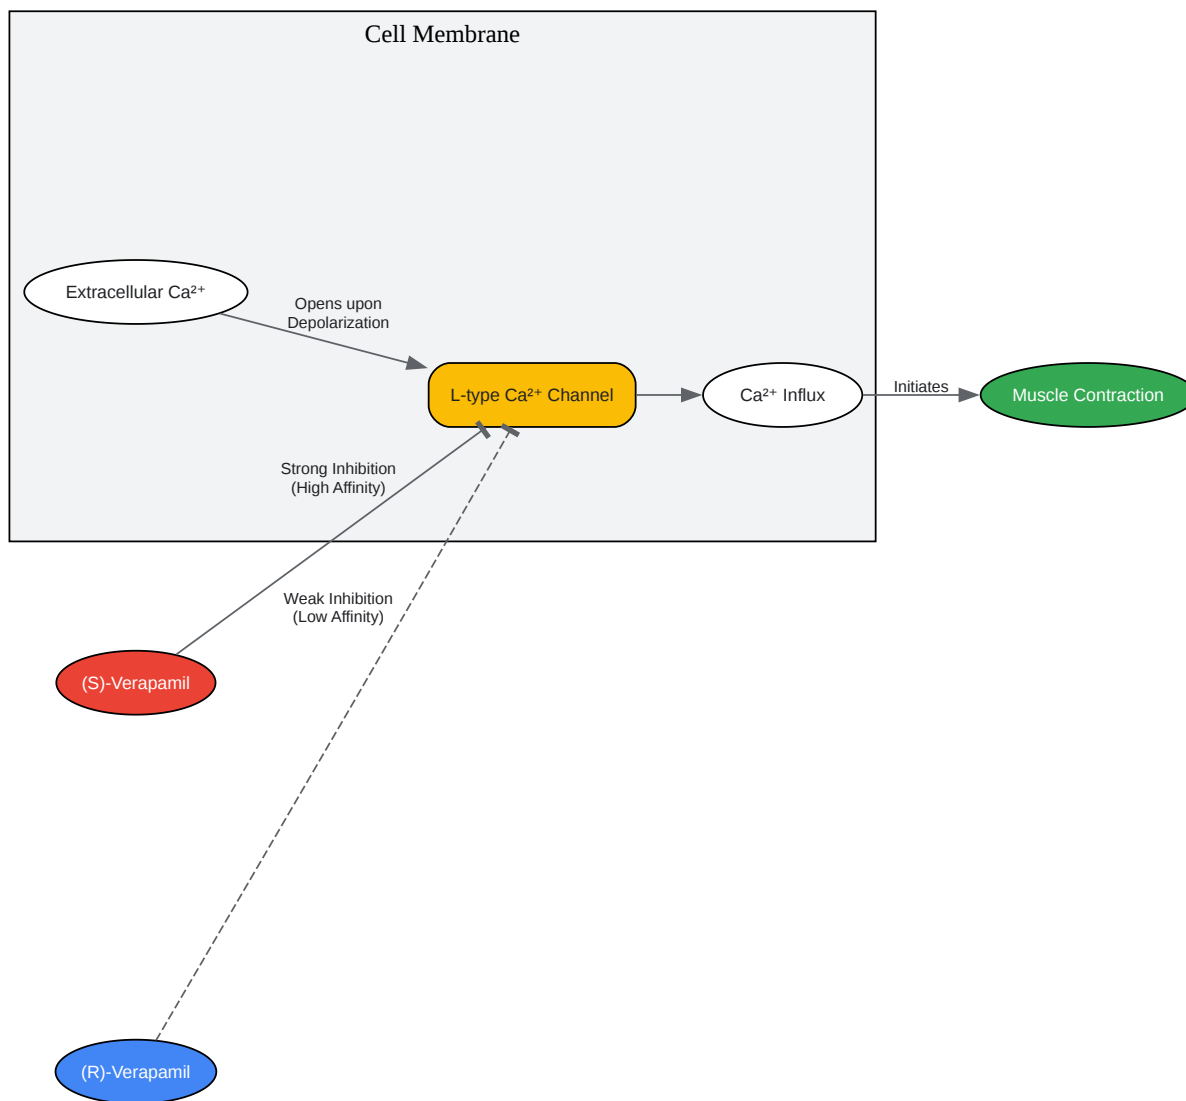 Cell Membrane
Extracellular Ca²⁺
Opens upon
Depolarization
L-type Ca²⁺ Channel
Ca²⁺ Influx
Initiates
Muscle Contraction
Strong Inhibition
(High Affinity)
Weak Inhibition
(Low Affinity)
(S)-Verapamil
(R)-Verapamil